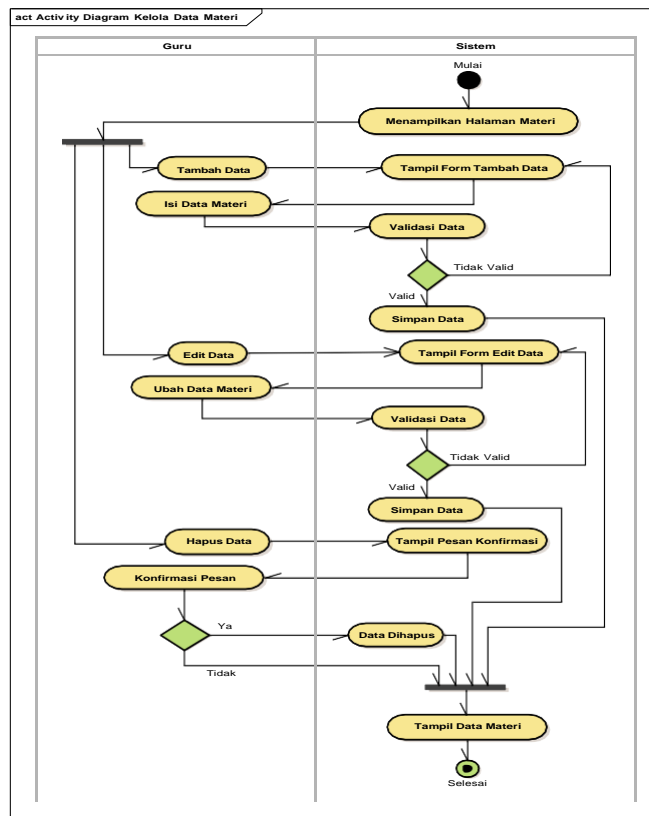 act Activity Diagram Kelola Data Materi
Guru
Sistem
Mulai
Menampilkan Halaman Materi
Tambah Data
Tampil Form Tambah Data
Isi Data Materi
Validasi Data
Tidak Valid
Valid
Simpan Data
Edit Data
Tampil Form Edit Data
Ubah Data Materi
Validasi Data
Tidak Valid
Valid
Simpan Data
Hapus Data
Tampil Pesan Konfirmasi
Konfirmasi Pesan
Ya
Data Dihapus
Tidak
Tampil Data Materi
Selesai